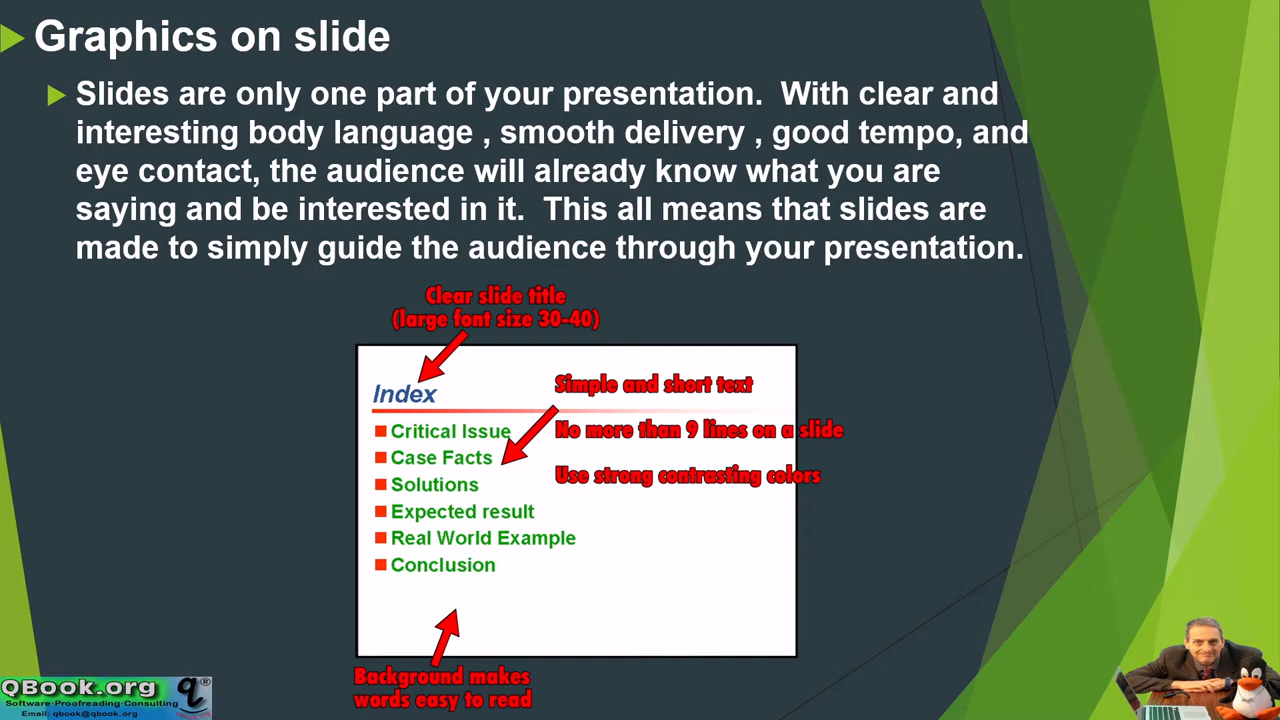 Graphics on slide
Slides are only one part of your presentation.  With clear and
interesting body language , smooth delivery , good tempo, and
eye contact, the audience will already know what you are
saying and be interested in it.  This all means that slides are
made to simply guide the audience through your presentation.
Clear slide title
(large font size 30-40)
Index
Critical Issue
Case Facts
Solutions
Expected result
Real World Example
Conclusion
Simple and short text
No more than 9 lines on a slide
Use strong contrasting colors
Background makes
words easy to read
QBook.org
Software·Proofreading·Consulting
Email: qbook@qbook.org
q®